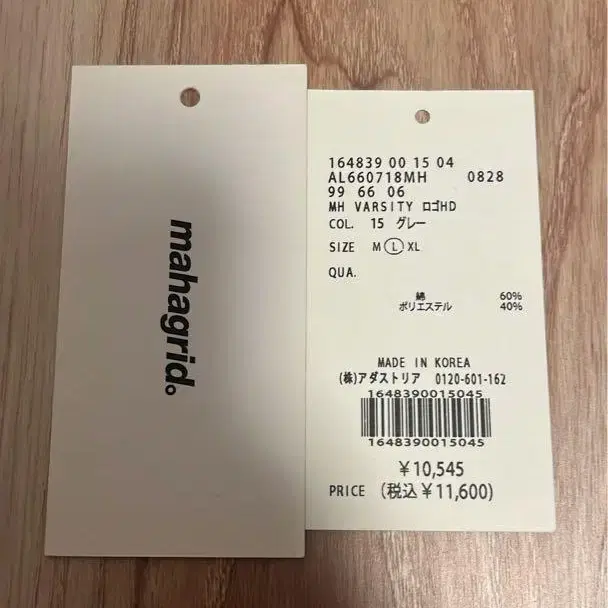 mahagrid.
164839 00 15 04
AL660718MH 0828
99 66 06
MH VARSITY ロゴHD
COL. 15 グレー
SIZE M L XL
QUA.
綿 60%
ポリエステル 40%
MADE IN KOREA
(株)アダストリア 0120-601-162
1648390015045
1648390015045
¥10,545
PRICE (税込¥11,600)